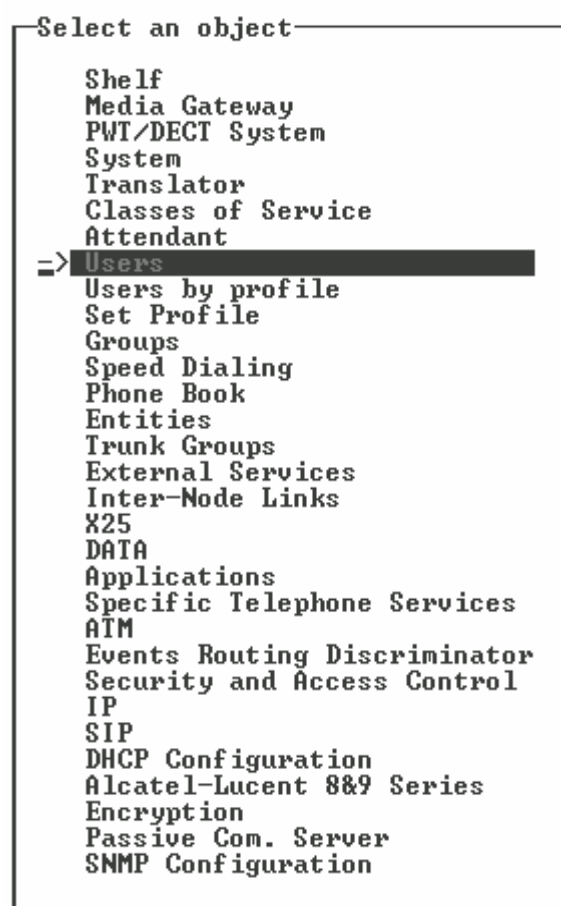 Select an object
Shelf
Media Gateway
PWT/DECT System
System
Translator
Classes of Service
Attendant
=> Users
Users by profile
Set Profile
Groups
Speed Dialing
Phone Book
Entities
Trunk Groups
External Services
Inter-Node Links
X25
DATA
Applications
Specific Telephone Services
ATM
Events Routing Discriminator
Security and Access Control
IP
SIP
DHCP Configuration
Alcatel-Lucent 8&9 Series
Encryption
Passive Com. Server
SNMP Configuration